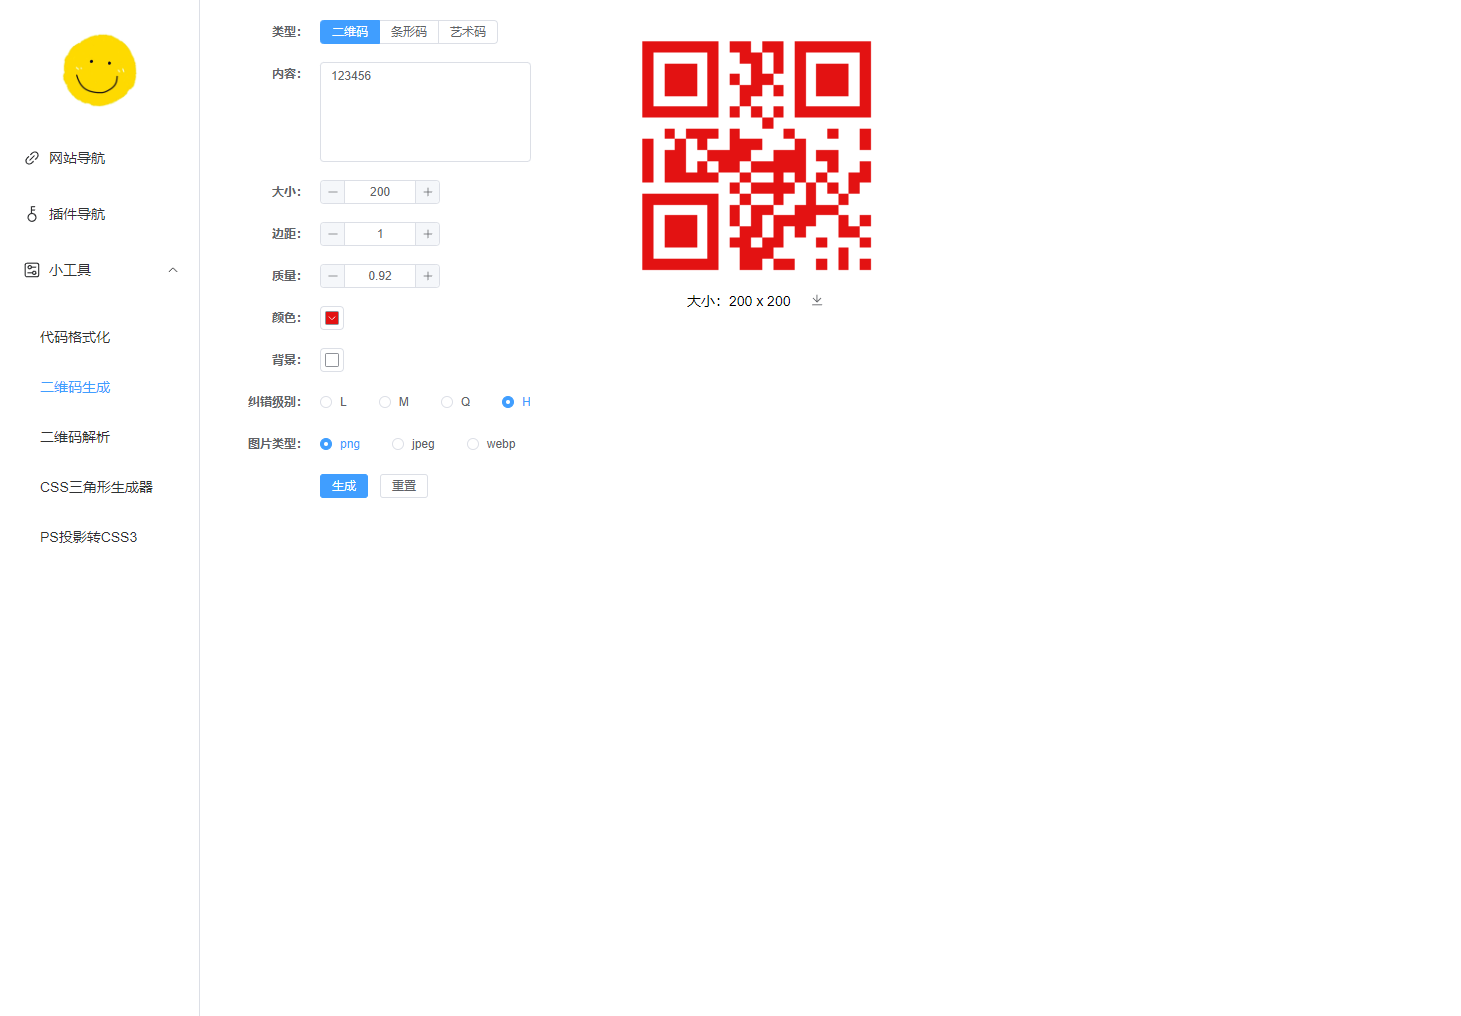 网站导航
插件导航
小工具
代码格式化
二维码生成
二维码解析
CSS三角形生成器
PS投影转CSS3
类型: 二维码 条形码 艺术码
内容: 123456
大小: 200
边距: 1
质量: 0.92
颜色:
背景:
纠错级别: L M Q H
图片类型: png jpeg webp
生成 重置
大小：200 x 200